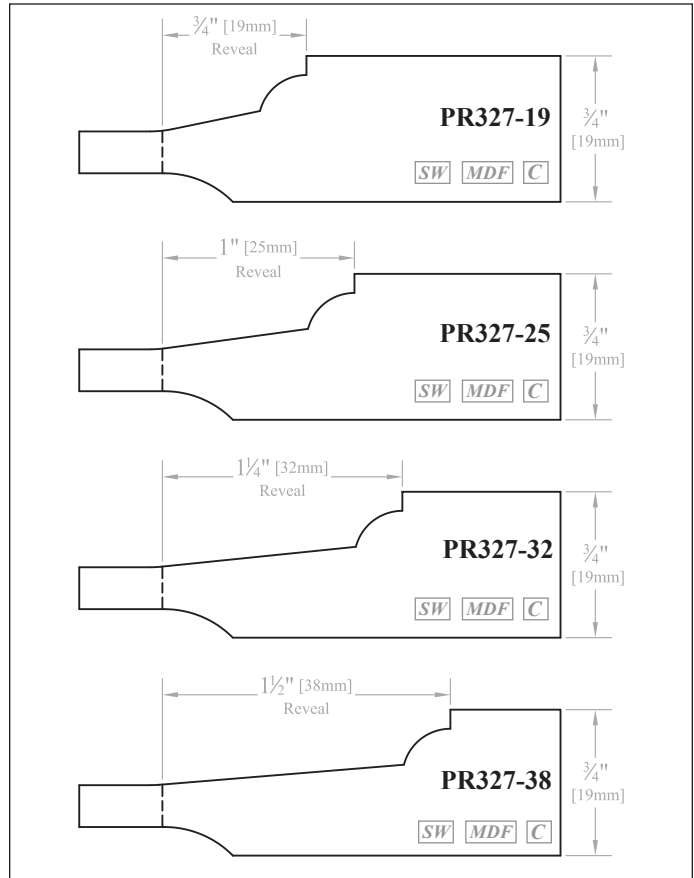 ¾" [19mm]
Reveal
PR327-19
¾"
[19mm]
SW MDF C
1" [25mm]
Reveal
PR327-25
¾"
[19mm]
SW MDF C
1¼" [32mm]
Reveal
PR327-32
¾"
[19mm]
SW MDF C
1½" [38mm]
Reveal
PR327-38
¾"
[19mm]
SW MDF C